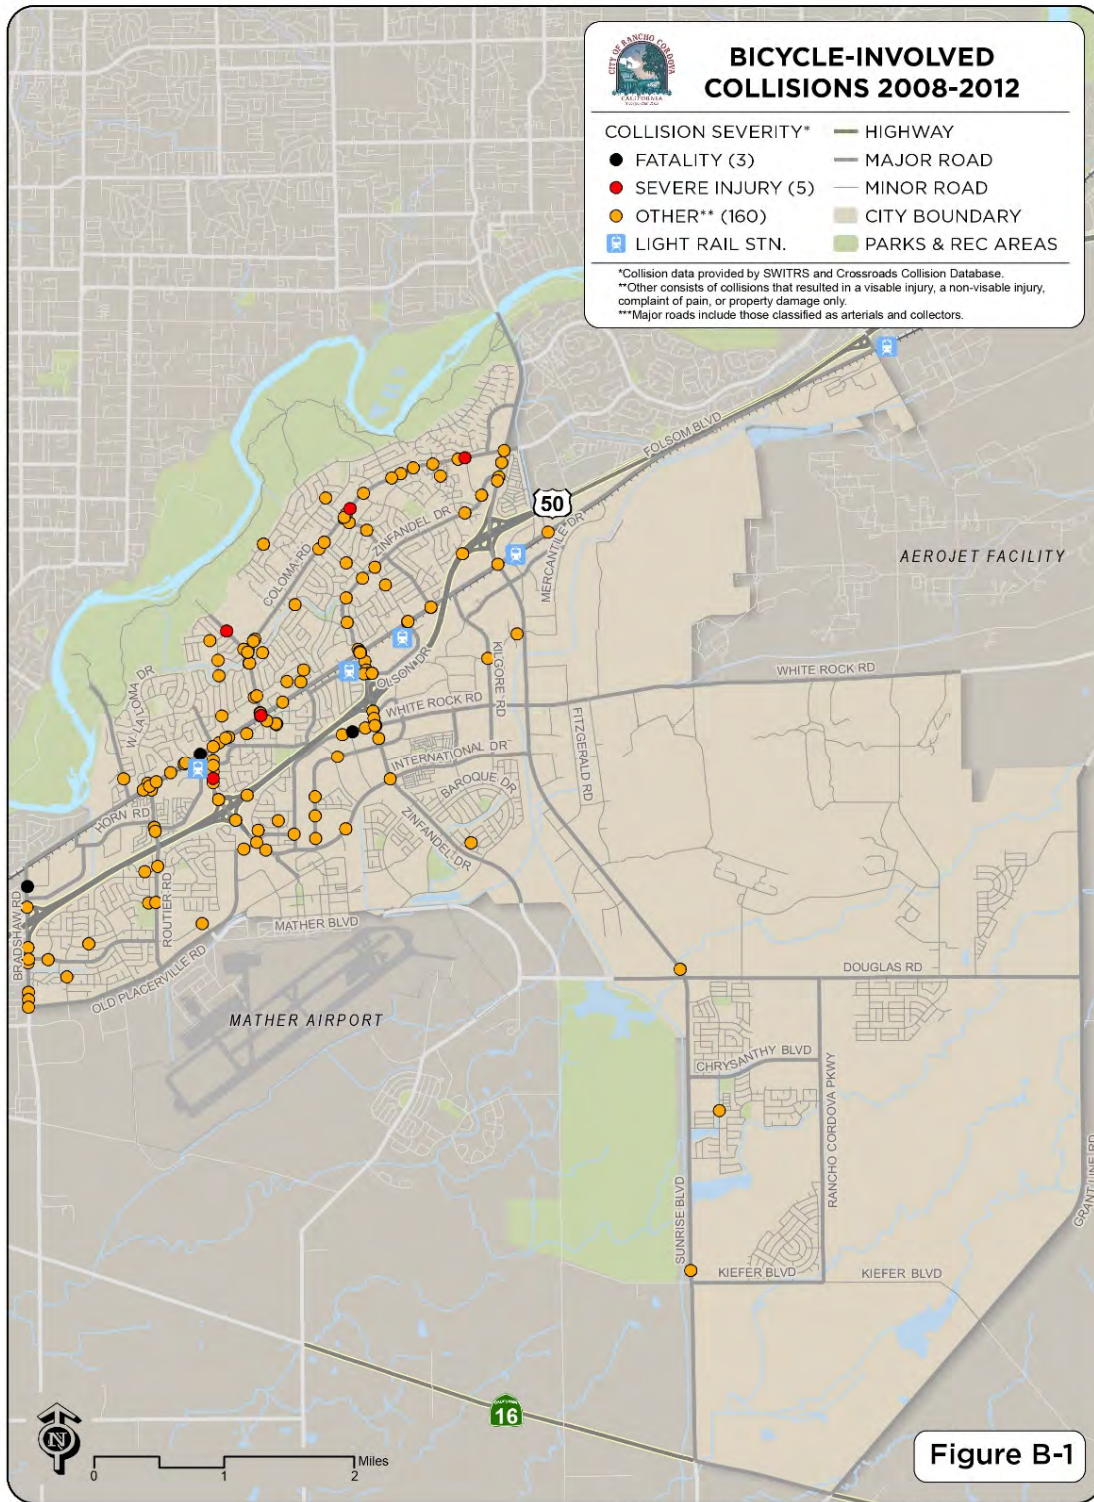 CITY OF RANCHO CORDOVA
CALIFORNIA
BICYCLE-INVOLVED
COLLISIONS 2008-2012
COLLISION SEVERITY*
FATALITY (3)
SEVERE INJURY (5)
OTHER** (160)
LIGHT RAIL STN.
HIGHWAY
MAJOR ROAD
MINOR ROAD
CITY BOUNDARY
PARKS & REC AREAS
*Collision data provided by SWITRS and Crossroads Collision Database.
**Other consists of collisions that resulted in a visable injury, a non-visable injury,
complaint of pain, or property damage only.
***Major roads include those classified as arterials and collectors.
FOLSOM BLVD
50
ZINFANDEL DR
MERCANTILE DR
AEROJET FACILITY
COLOMA RD
KILGORE RD
OLSON DR
WHITE ROCK RD
W LA LOMA DR
WHITE ROCK RD
FITZGERALD RD
INTERNATIONAL DR
BAROQUE DR
HORN RD
ZINFANDEL DR
BRADSHAW RD
ROUTIER RD
MATHER BLVD
OLD PLACERVILLE RD
DOUGLAS RD
MATHER AIRPORT
CHRYSANTHY BLVD
RANCHO CORDOVA PKWY
SUNRISE BLVD
GRANT LINE RD
KIEFER BLVD
KIEFER BLVD
CALIFORNIA
16
N
0
1
2
Miles
Figure B-1